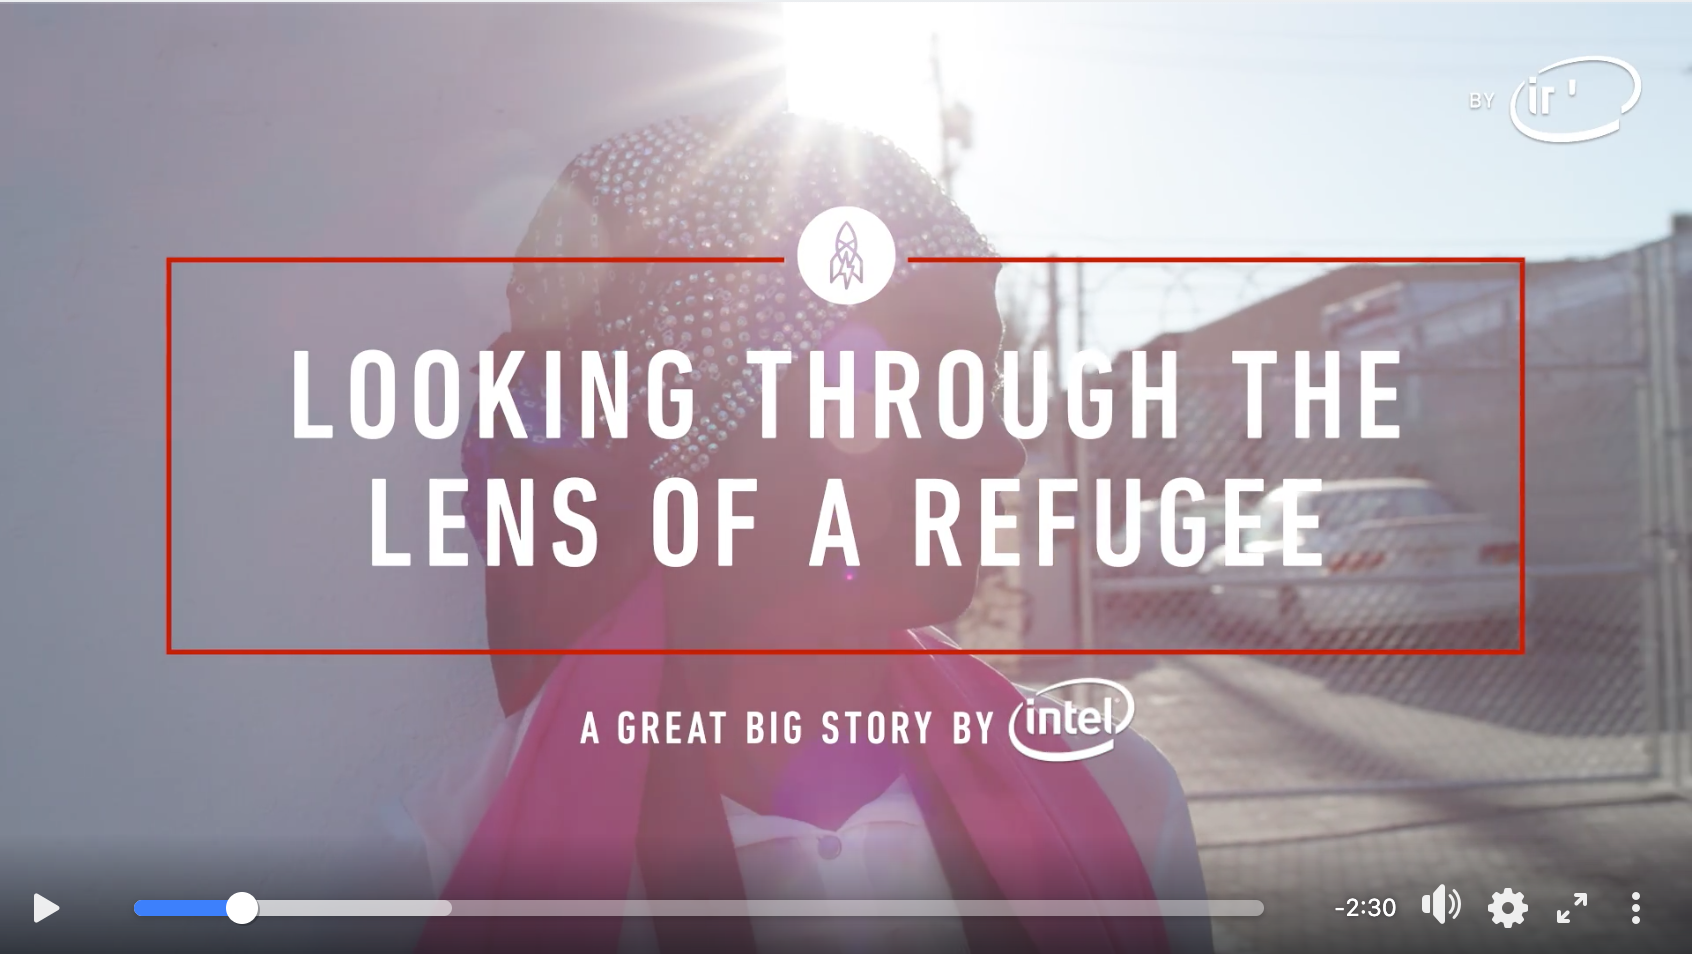 BY
LOOKING THROUGH THE
LENS OF A REFUGEE
A GREAT BIG STORY BY intel
-2:30